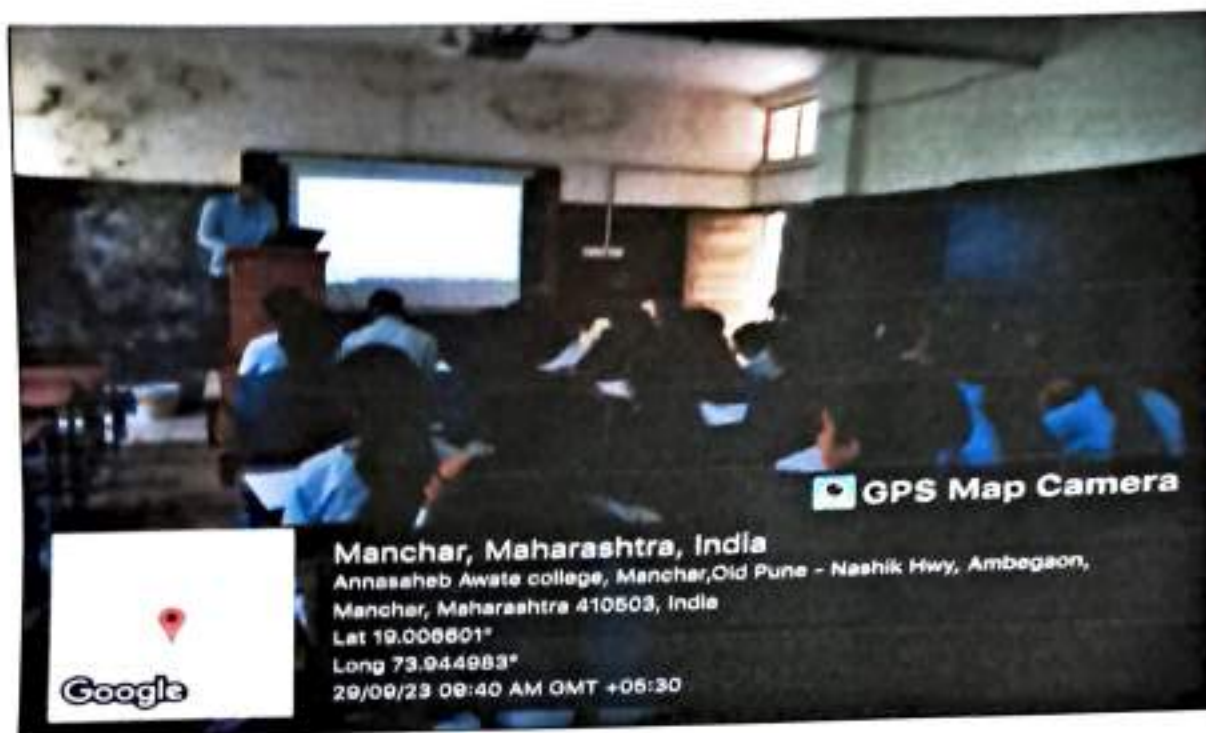 GPS Map Camera
Manchar, Maharashtra, India
Annasaheb Awate college, Manchar,Old Pune - Nashik Hwy, Ambegaon,
Manchar, Maharashtra 410503, India
Lat 19.006601°
Long 73.944983°
29/09/23 09:40 AM GMT +05:30
Google